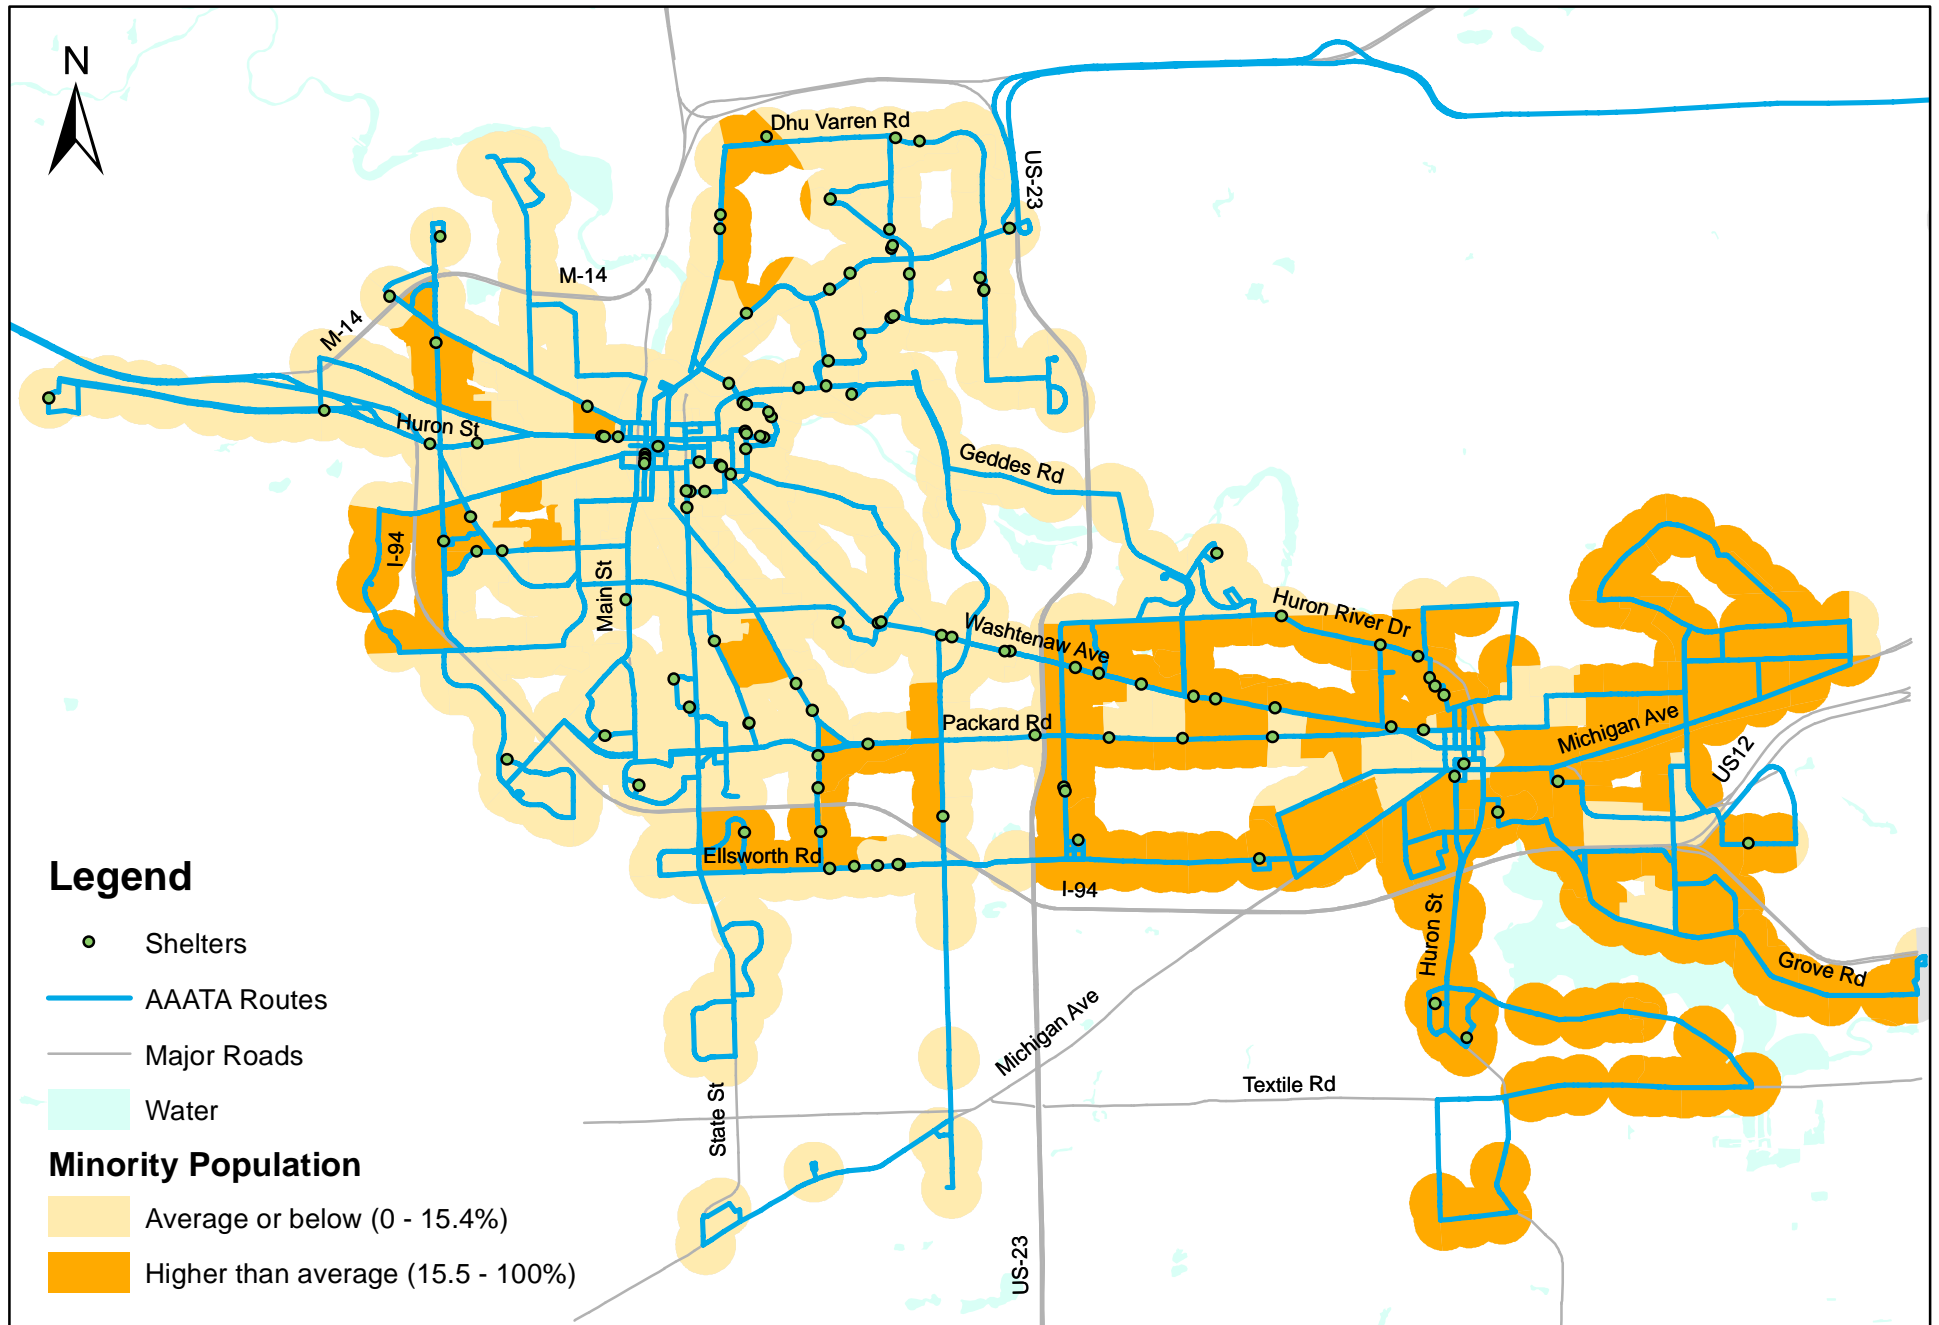 N
Dhu Varren Rd
US-23
M-14
M-14
Huron St
Geddes Rd
I-94
Main St
Huron River Dr
Washtenaw Ave
Packard Rd
Michigan Ave
US12
Ellsworth Rd
I-94
Huron St
Grove Rd
Michigan Ave
Textile Rd
State St
US-23
Legend
Shelters
AAATA Routes
Major Roads
Water
Minority Population
Average or below (0 - 15.4%)
Higher than average (15.5 - 100%)